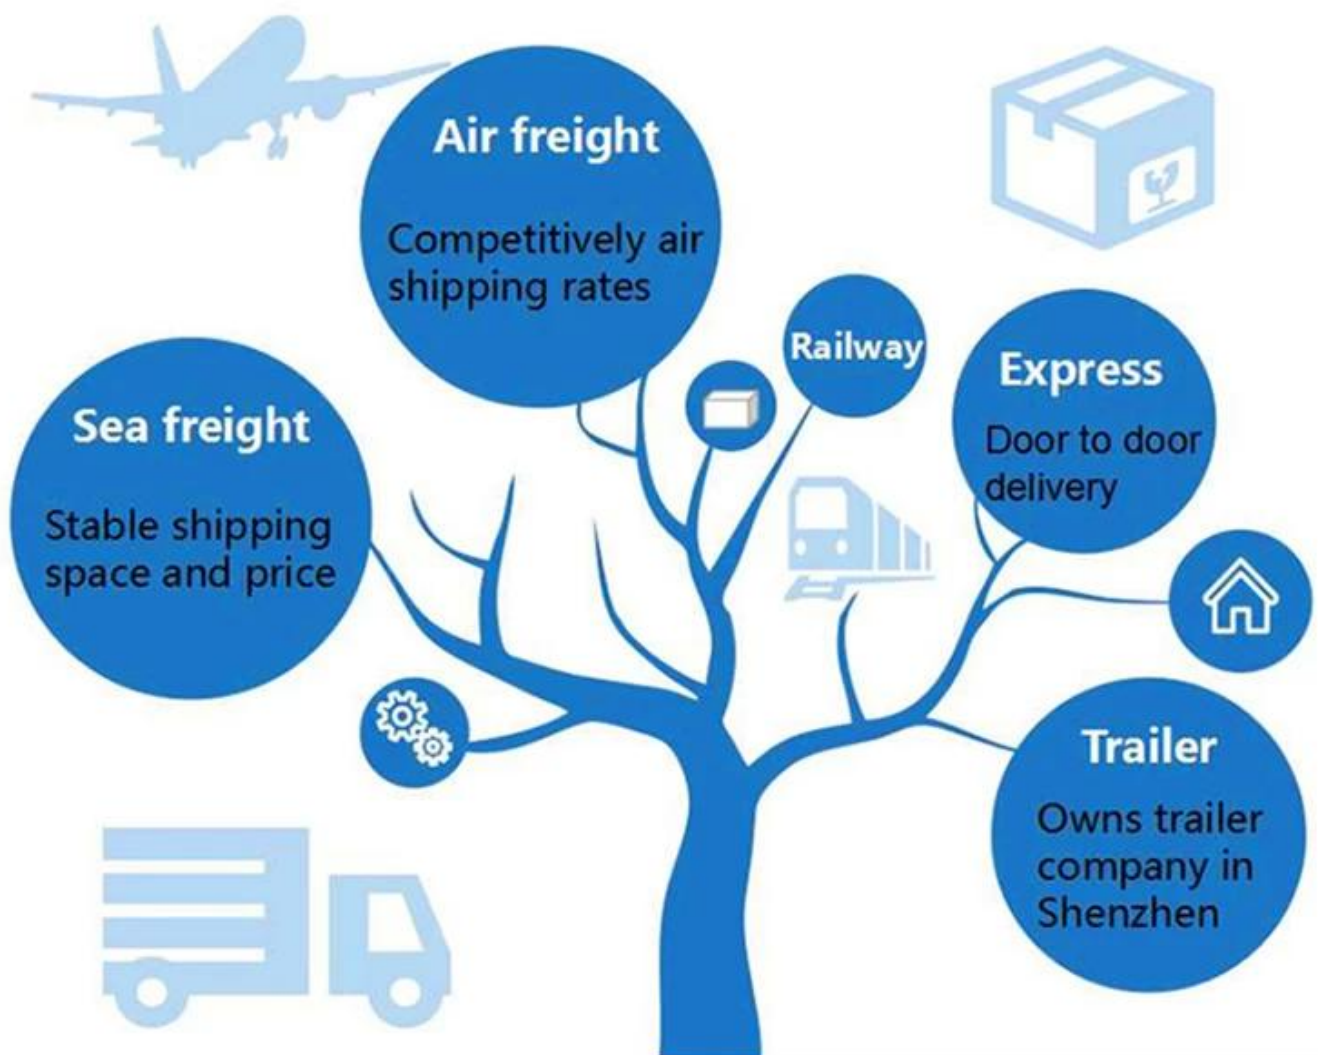 Air freight
Competitively air
shipping rates
Railway
Express
Door to door
delivery
Sea freight
Stable shipping
space and price
Trailer
Owns trailer
company in
Shenzhen